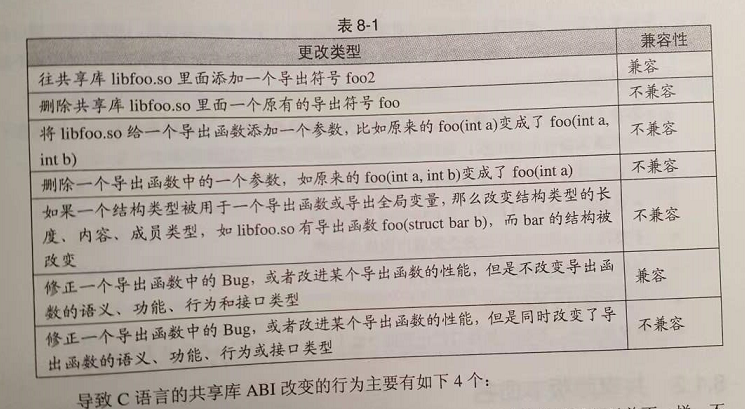 表 8-1
更改类型 兼容性
往共享库 libfoo.so 里面添加一个导出符号 foo2 兼容
删除共享库 libfoo.so 里面一个原有的导出符号 foo 不兼容
将 libfoo.so 给一个导出函数添加一个参数，比如原来的 foo(int a)变成了 foo(int a,
int b) 不兼容
删除一个导出函数中的一个参数，如原来的 foo(int a, int b)变成了 foo(int a) 不兼容
如果一个结构类型被用于一个导出函数或导出全局变量，那么改变结构类型的长
度、内容、成员类型，如 libfoo.so 有导出函数 foo(struct bar b)，而 bar 的结构被
改变 不兼容
修正一个导出函数中的 Bug，或者改进某个导出函数的性能，但是不改变导出函
数的语义、功能、行为和接口类型 兼容
修正一个导出函数中的 Bug，或者改进某个导出函数的性能，但是同时改变了导
出函数的语义、功能、行为或接口类型 不兼容
导致 C 语言的共享库 ABI 改变的行为主要有如下 4 个：